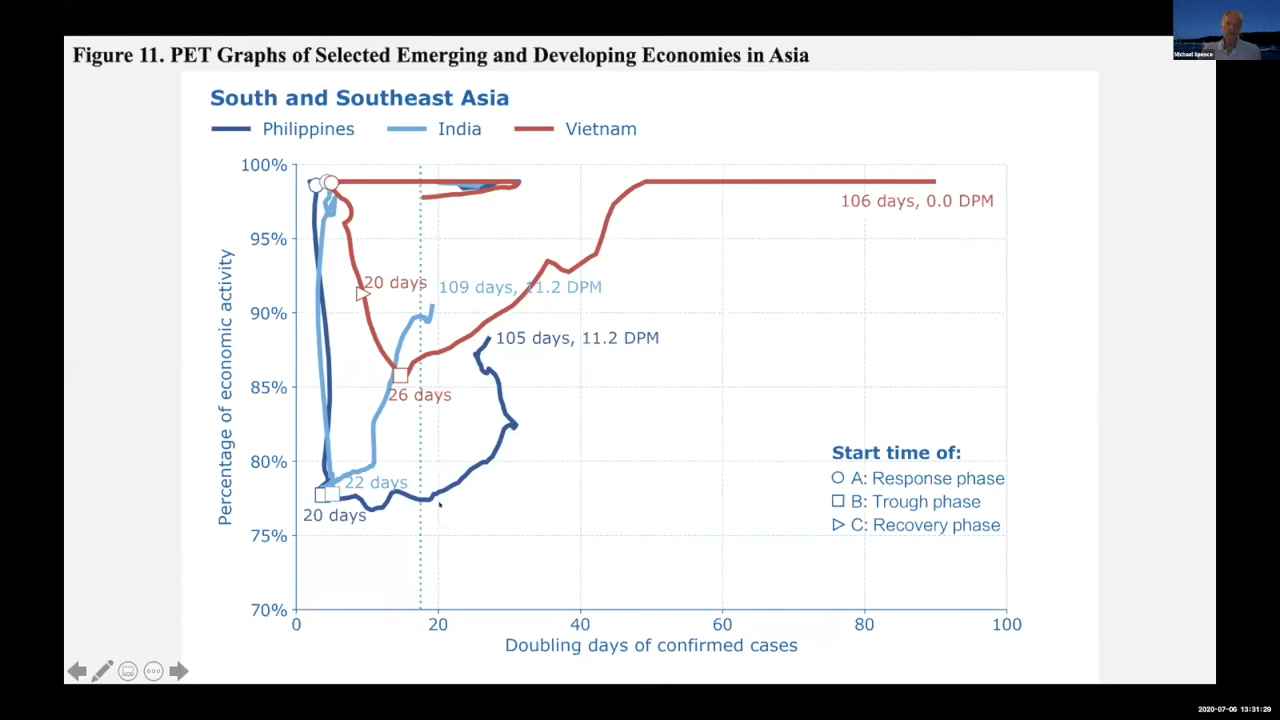 Figure 11. PET Graphs of Selected Emerging and Developing Economies in Asia
Michael Spence
South and Southeast Asia
Philippines India Vietnam
100%
95%
90%
85%
80%
75%
70%
Percentage of economic activity
106 days, 0.0 DPM
20 days
109 days, 11.2 DPM
105 days, 11.2 DPM
26 days
22 days
20 days
Start time of:
A: Response phase
B: Trough phase
C: Recovery phase
0 20 40 60 80 100
Doubling days of confirmed cases
2020-07-06 13:31:29